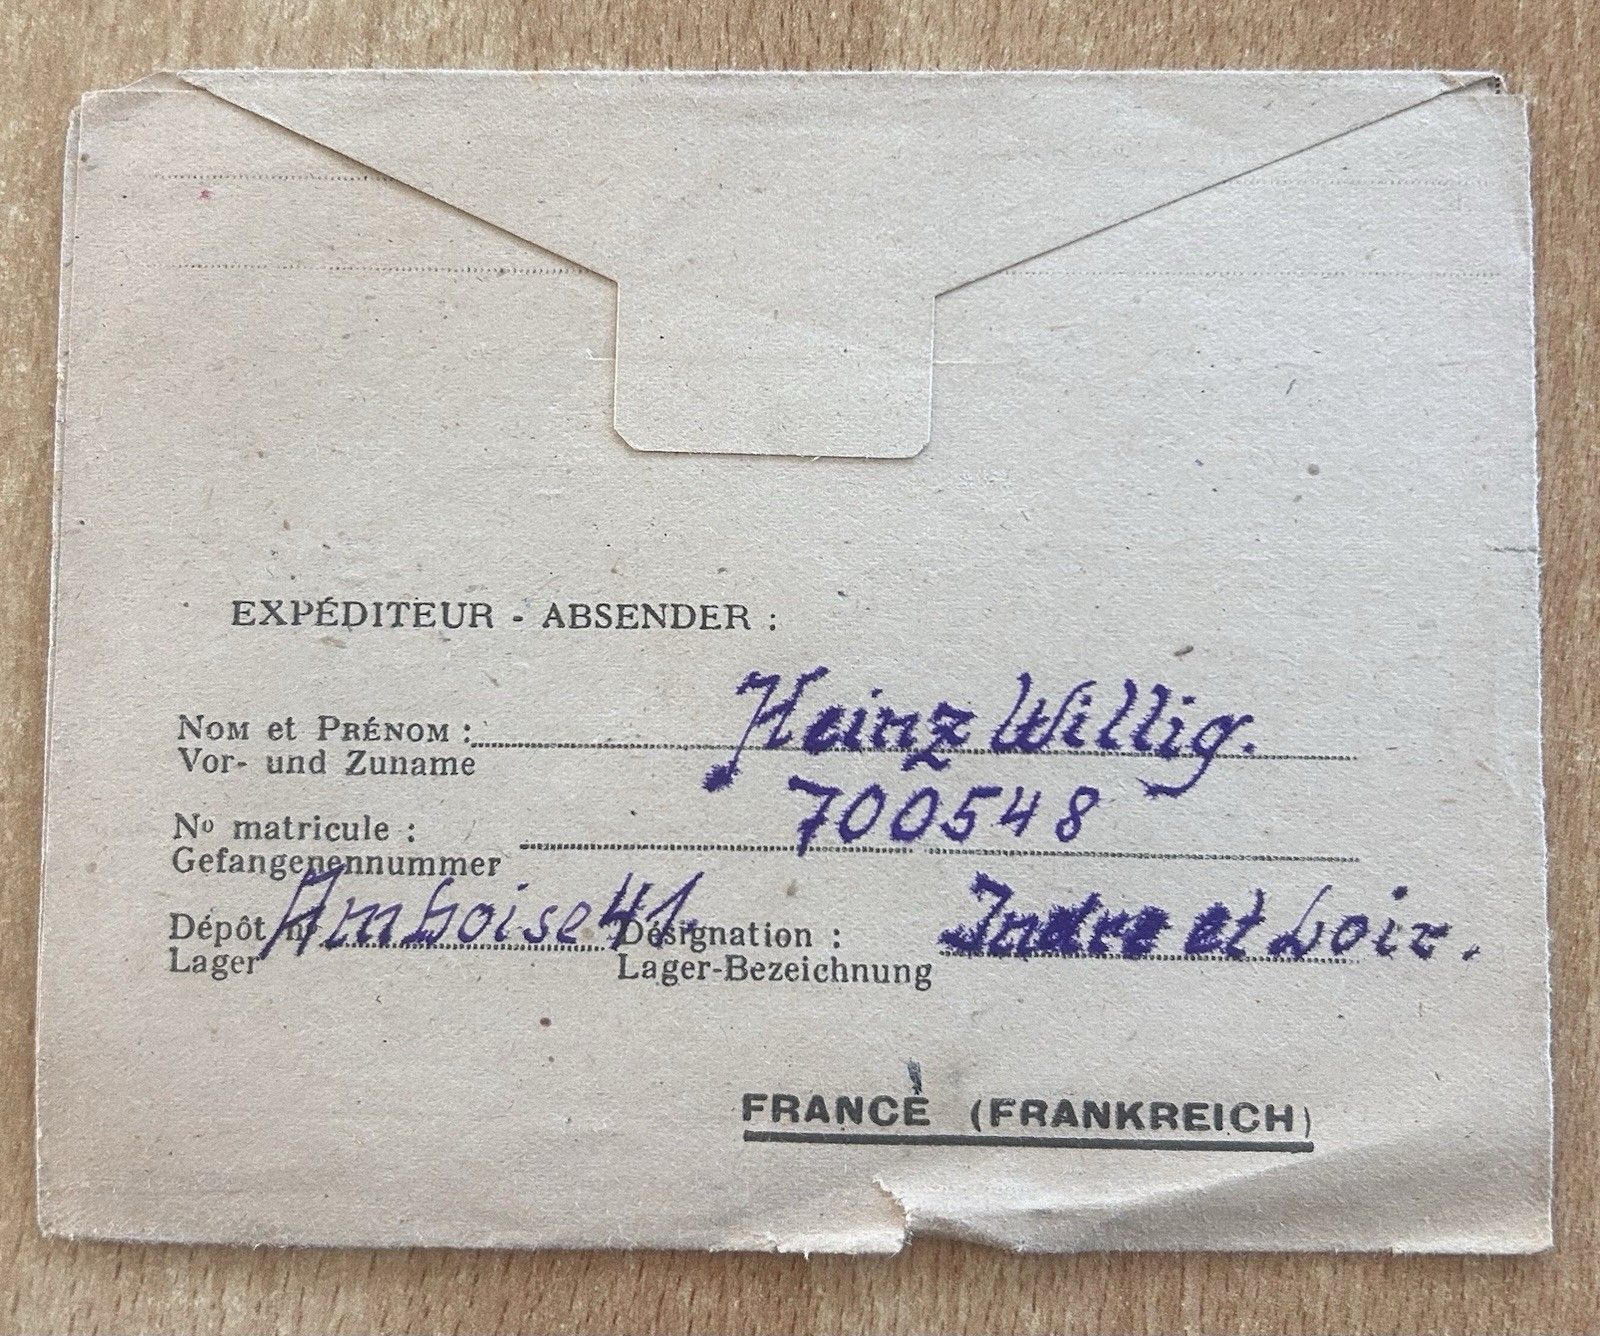 EXPÉDITEUR - ABSENDER :
NOM et PRÉNOM : Heinz Willig.
Vor- und Zuname
Nº matricule : 700548
Gefangenennummer
Dépôt nº Amboise 41. Désignation : Indre et Loir.
Lager Lager-Bezeichnung
FRANCE (FRANKREICH)